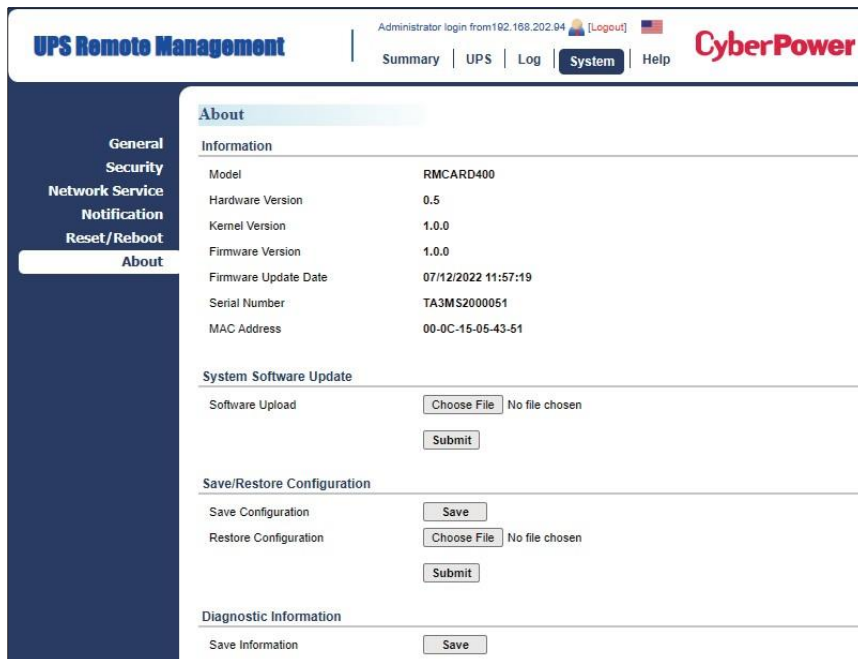 Administrator login from192.168.202.94 [Logout]
UPS Remote Management
Summary | UPS | Log | System | Help
CyberPower
General
Security
Network Service
Notification
Reset/Reboot
About
About
Information
Model RMCARD400
Hardware Version 0.5
Kernel Version 1.0.0
Firmware Version 1.0.0
Firmware Update Date 07/12/2022 11:57:19
Serial Number TA3MS2000051
MAC Address 00-0C-15-05-43-51
System Software Update
Software Upload Choose File No file chosen
Submit
Save/Restore Configuration
Save Configuration Save
Restore Configuration Choose File No file chosen
Submit
Diagnostic Information
Save Information Save